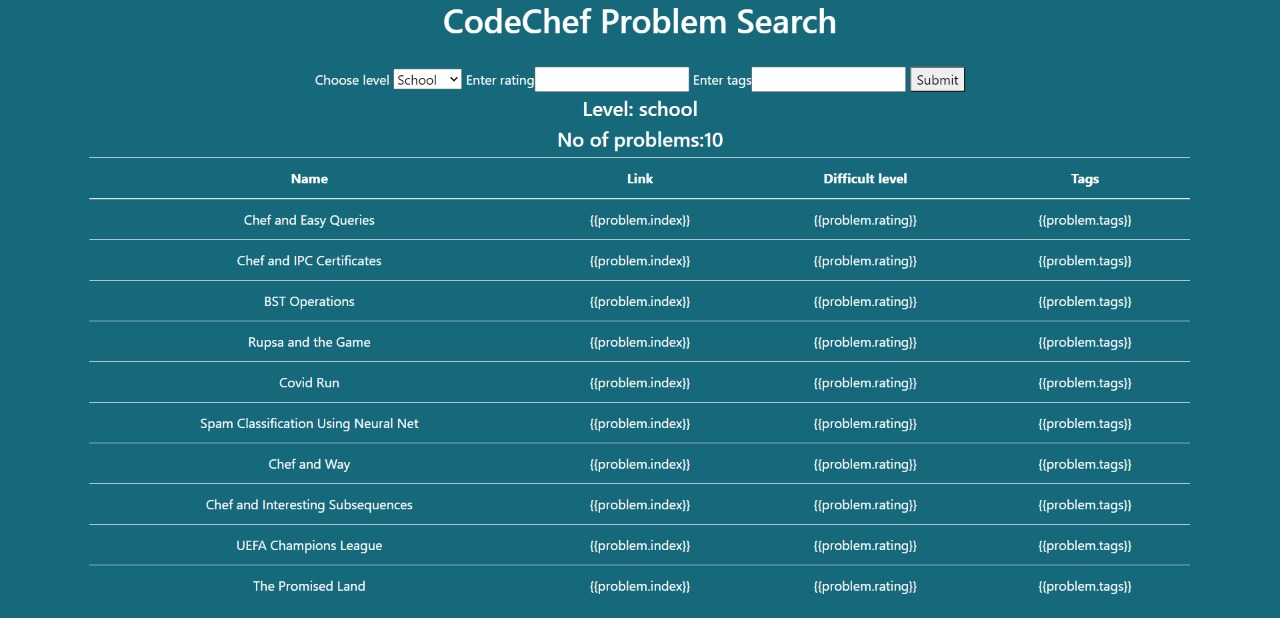 CodeChef Problem Search
Choose level School Enter rating Enter tags Submit
Level: school
No of problems:10
Name Link Difficult level Tags
Chef and Easy Queries {{problem.index}} {{problem.rating}} {{problem.tags}}
Chef and IPC Certificates {{problem.index}} {{problem.rating}} {{problem.tags}}
BST Operations {{problem.index}} {{problem.rating}} {{problem.tags}}
Rupsa and the Game {{problem.index}} {{problem.rating}} {{problem.tags}}
Covid Run {{problem.index}} {{problem.rating}} {{problem.tags}}
Spam Classification Using Neural Net {{problem.index}} {{problem.rating}} {{problem.tags}}
Chef and Way {{problem.index}} {{problem.rating}} {{problem.tags}}
Chef and Interesting Subsequences {{problem.index}} {{problem.rating}} {{problem.tags}}
UEFA Champions League {{problem.index}} {{problem.rating}} {{problem.tags}}
The Promised Land {{problem.index}} {{problem.rating}} {{problem.tags}}